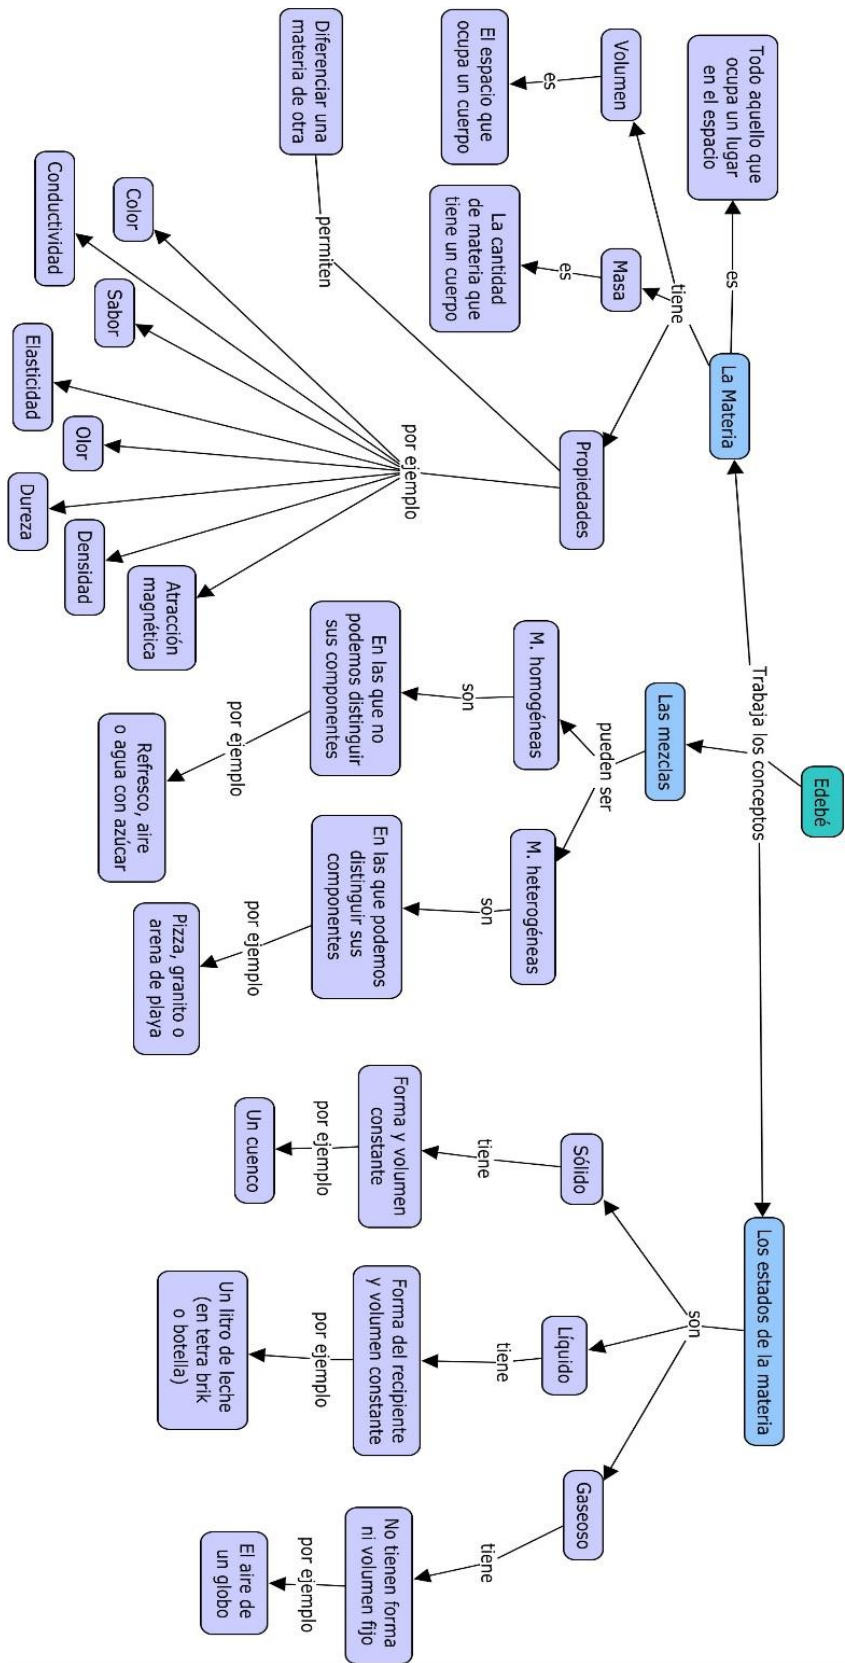 Edebé
Trabaja los conceptos
La Materia
es
Todo aquello que
ocupa un lugar
en el espacio
tiene
Volumen
es
El espacio que
ocupa un cuerpo
Masa
es
La cantidad
de materia que
tiene un cuerpo
Propiedades
permiten
Diferenciar una
materia de otra
por ejemplo
Color
Conductividad
Sabor
Elasticidad
Olor
Dureza
Densidad
Atracción
magnética
Las mezclas
pueden ser
M. homogéneas
son
En las que no
podemos distinguir
sus componentes
por ejemplo
Refresco, aire
o agua con azúcar
M. heterogéneas
son
En las que podemos
distinguir sus
componentes
por ejemplo
Pizza, granito o
arena de playa
Los estados de la materia
son
Sólido
tiene
Forma y volumen
constante
por ejemplo
Un cuenco
Líquido
tiene
Forma del recipiente
y volumen constante
por ejemplo
Un litro de leche
(en tetra brik
o botella)
Gaseoso
tiene
No tienen forma
ni volumen fijo
por ejemplo
El aire de
un globo